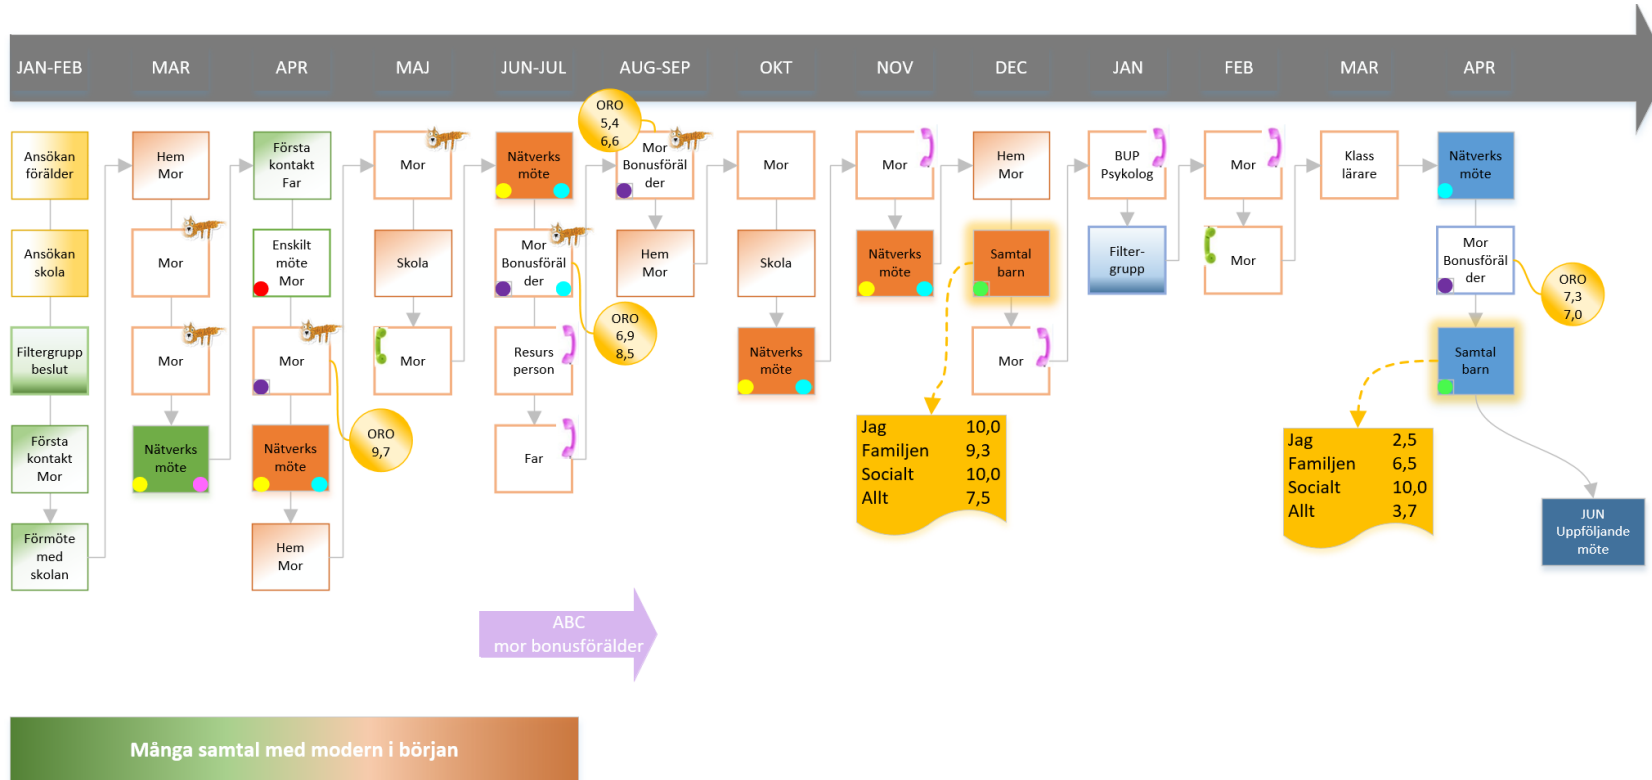 JAN-FEB
MAR
APR
MAJ
JUN-JUL
AUG-SEP
OKT
NOV
DEC
JAN
FEB
MAR
APR
Ansökan
förälder
Ansökan
skola
Filtergrupp
beslut
Första
kontakt
Mor
Förmöte
med
skolan
Hem
Mor
Mor
Mor
Nätverks
möte
Första
kontakt
Far
Enskilt
möte
Mor
Mor
ORO
9,7
Nätverks
möte
Hem
Mor
Mor
Skola
Mor
Nätverks
möte
Mor
Bonusföräl
der
ORO
6,9
8,5
Resurs
person
Far
ORO
5,4
6,6
Mor
Bonusföräl
der
Hem
Mor
Mor
Skola
Nätverks
möte
Mor
Nätverks
möte
Hem
Mor
Samtal
barn
Mor
Jag 10,0
Familjen 9,3
Socialt 10,0
Allt 7,5
BUP
Psykolog
Filter-
grupp
Mor
Mor
Klass
lärare
Nätverks
möte
Mor
Bonusföräl
der
ORO
7,3
7,0
Samtal
barn
Jag 2,5
Familjen 6,5
Socialt 10,0
Allt 3,7
JUN
Uppföljande
möte
ABC
mor bonusförälder
Många samtal med modern i början